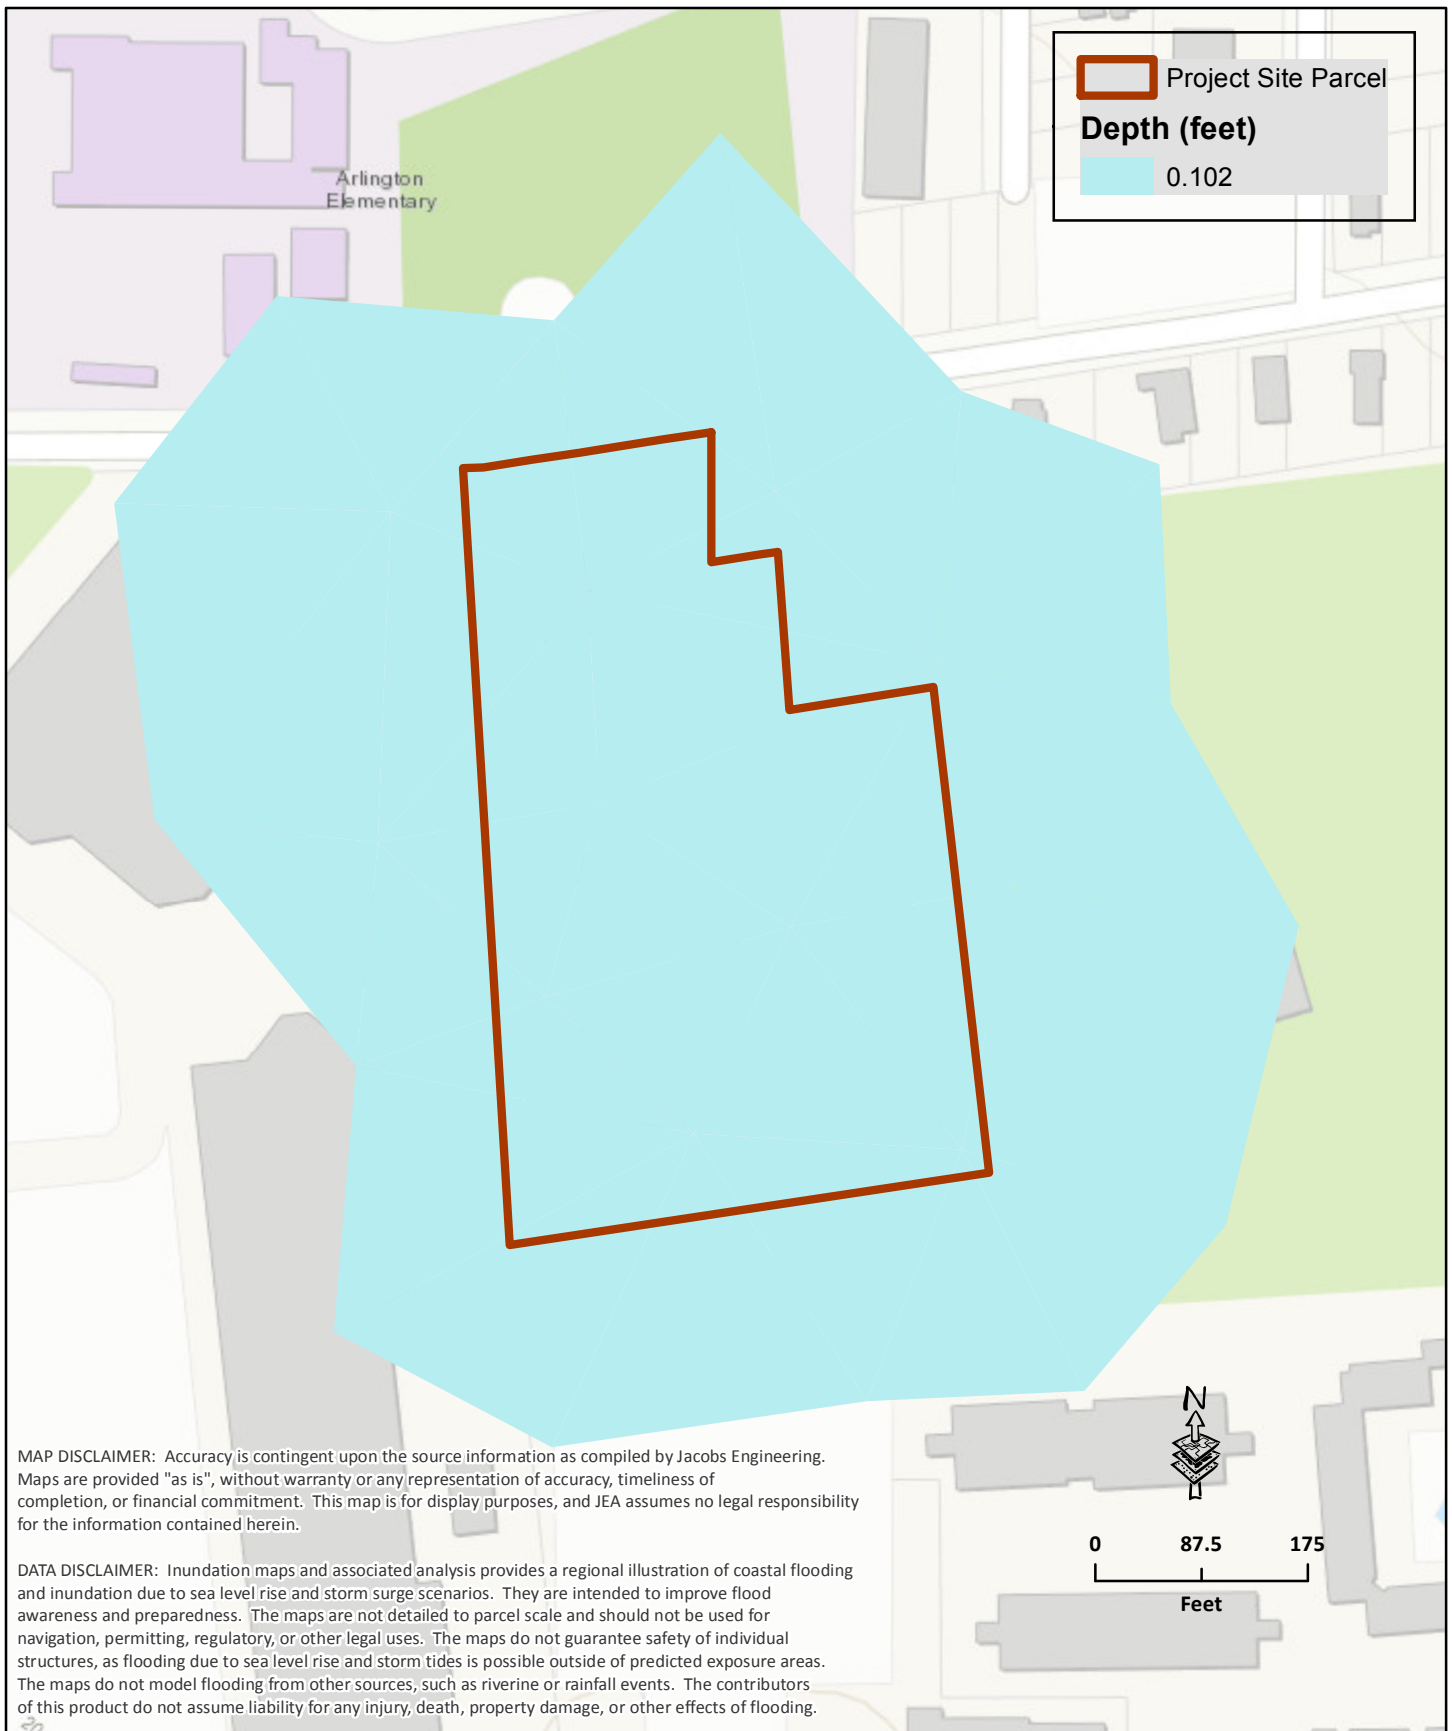 Project Site Parcel
Depth (feet)
0.102
Arlington
Elementary
MAP DISCLAIMER:  Accuracy is contingent upon the source information as compiled by Jacobs Engineering.
Maps are provided "as is", without warranty or any representation of accuracy, timeliness of
completion, or financial commitment.  This map is for display purposes, and JEA assumes no legal responsibility
for the information contained herein.
DATA DISCLAIMER:  Inundation maps and associated analysis provides a regional illustration of coastal flooding
and inundation due to sea level rise and storm surge scenarios.  They are intended to improve flood
awareness and preparedness.  The maps are not detailed to parcel scale and should not be used for
navigation, permitting, regulatory, or other legal uses.  The maps do not guarantee safety of individual
structures, as flooding due to sea level rise and storm tides is possible outside of predicted exposure areas.
The maps do not model flooding from other sources, such as riverine or rainfall events.  The contributors
of this product do not assume liability for any injury, death, property damage, or other effects of flooding.
N
0 87.5 175
Feet